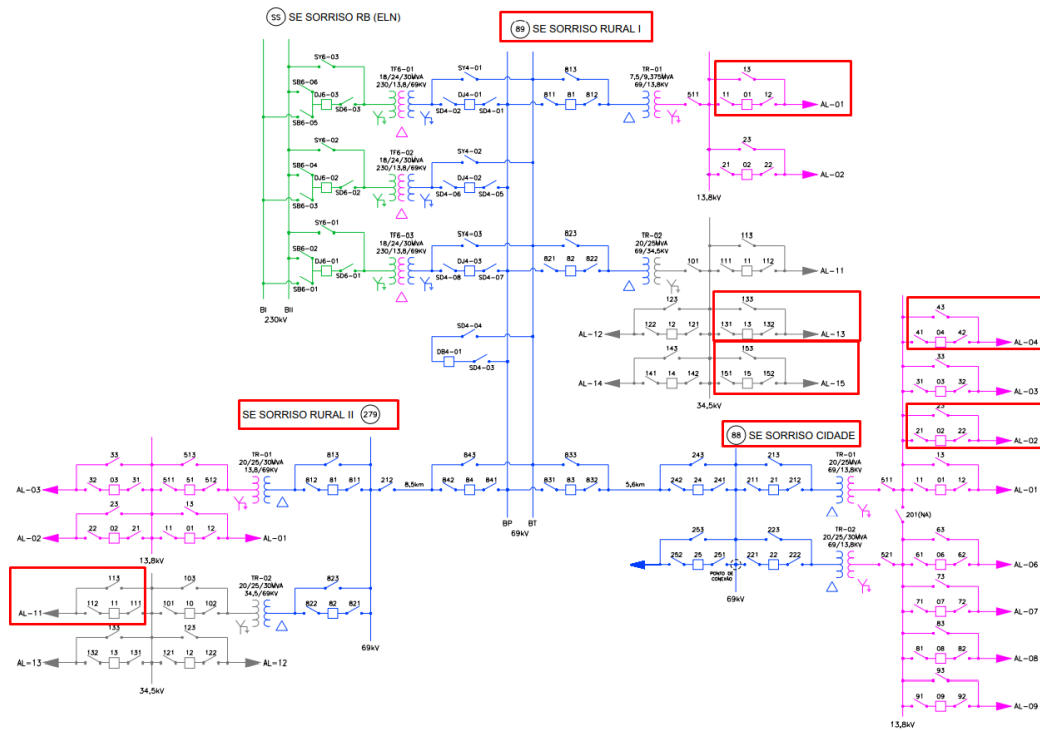 SS SE SORRISO RB (ELN)
89 SE SORRISO RURAL I
SY6-03
SB6-06
DJ6-03
SD6-03
SB6-05
TF6-01
18/24/30MVA
230/13,8/69KV
SY4-01
DJ4-01
SD4-02
SD4-01
813
811 81 812
TR-01
7,5/9,375MVA
69/13,8KV
511
13
11 01 12
AL-01
SY6-02
SB6-04
DJ6-02
SD6-02
SB6-03
TF6-02
18/24/30MVA
230/13,8/69KV
SY4-02
DJ4-02
SD4-06
SD4-05
23
21 02 22
AL-02
13,8kV
SY6-01
SB6-02
DJ6-01
SD6-01
SB6-01
BI
BII
230kV
TF6-03
18/24/30MVA
230/13,8/69KV
SY4-03
DJ4-03
SD4-08
SD4-07
823
821 82 822
TR-02
20/25MVA
69/34,5KV
101
113
111 11 112
AL-11
123
122 12 121
AL-12
133
131 13 132
AL-13
143
141 14 142
AL-14
153
151 15 152
AL-15
34,5kV
SD4-04
DB4-01
SD4-03
43
41 04 42
AL-04
33
31 03 32
AL-03
23
21 02 22
AL-02
SE SORRISO RURAL II 279
88 SE SORRISO CIDADE
33
32 03 31
AL-03
513
511 51 512
TR-01
20/25/30MVA
13,8/69KV
813
812 81 811
212
8,5km
843
842 84 841
833
831 83 832
5,6km
243
242 24 241
213
211 21 212
TR-01
20/25MVA
69/13,8KV
511
13
11 01 12
AL-01
23
22 02 21
AL-02
13
11 01 12
AL-01
13,8kV
BP
BT
69kV
253
252 25 251
PONTO DE
CONEXÃO
223
221 22 222
69kV
TR-02
20/25/30MVA
69/13,8KV
521
201(NA)
63
61 06 62
AL-06
73
71 07 72
AL-07
83
81 08 82
AL-08
93
91 09 92
AL-09
13,8kV
113
112 11 111
AL-11
103
101 10 102
TR-02
20/25/30MVA
34,5/69KV
823
822 82 821
69kV
133
132 13 131
AL-13
123
121 12 122
AL-12
34,5kV